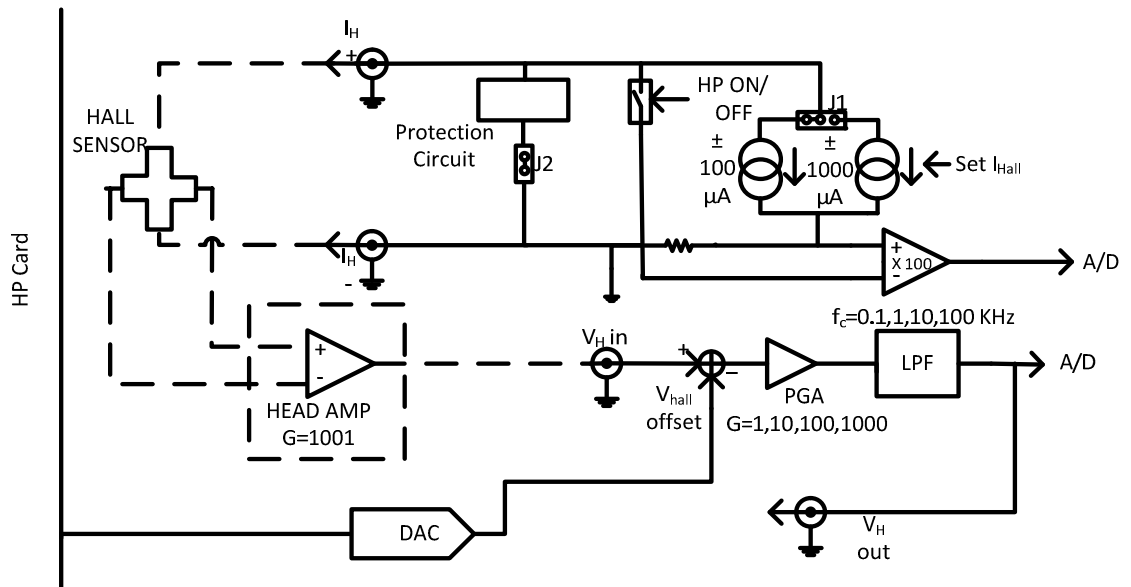 HP Card
I_H
+
HALL
SENSOR
Protection
Circuit
J2
HP ON/
OFF
J1
±
100
µA
±
1000
µA
Set I_Hall
I_H
-
+
X 100
-
A/D
f_c=0.1,1,10,100 KHz
+
-
HEAD AMP
G=1001
V_H in
+
–
V_hall
offset
PGA
G=1,10,100,1000
LPF
A/D
DAC
V_H
out